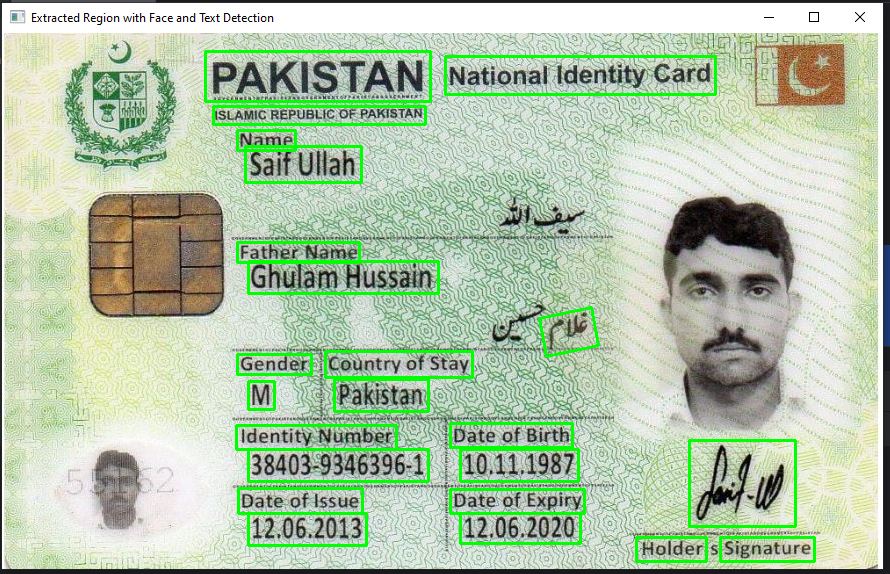 Extracted Region with Face and Text Detection
PAKISTAN National Identity Card
ISLAMIC REPUBLIC OF PAKISTAN
Name
Saif Ullah
سیف اللہ
Father Name
Ghulam Hussain
غلام حسین
Gender Country of Stay
M Pakistan
Identity Number Date of Birth
38403-9346396-1 10.11.1987
Date of Issue Date of Expiry
12.06.2013 12.06.2020
Holder s Signature